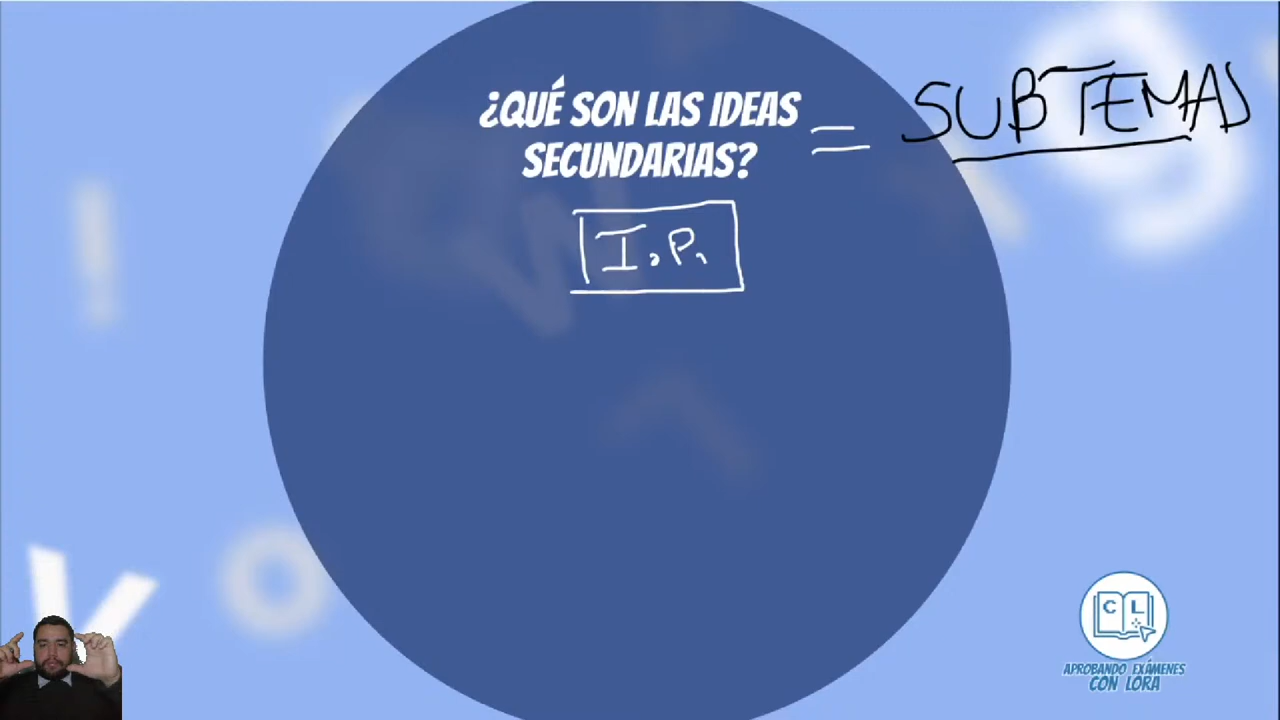 ¿QUÉ SON LAS IDEAS
SECUNDARIAS?
= SUBTEMAS
I.P.
C L
APROBANDO EXÁMENES
CON LORA